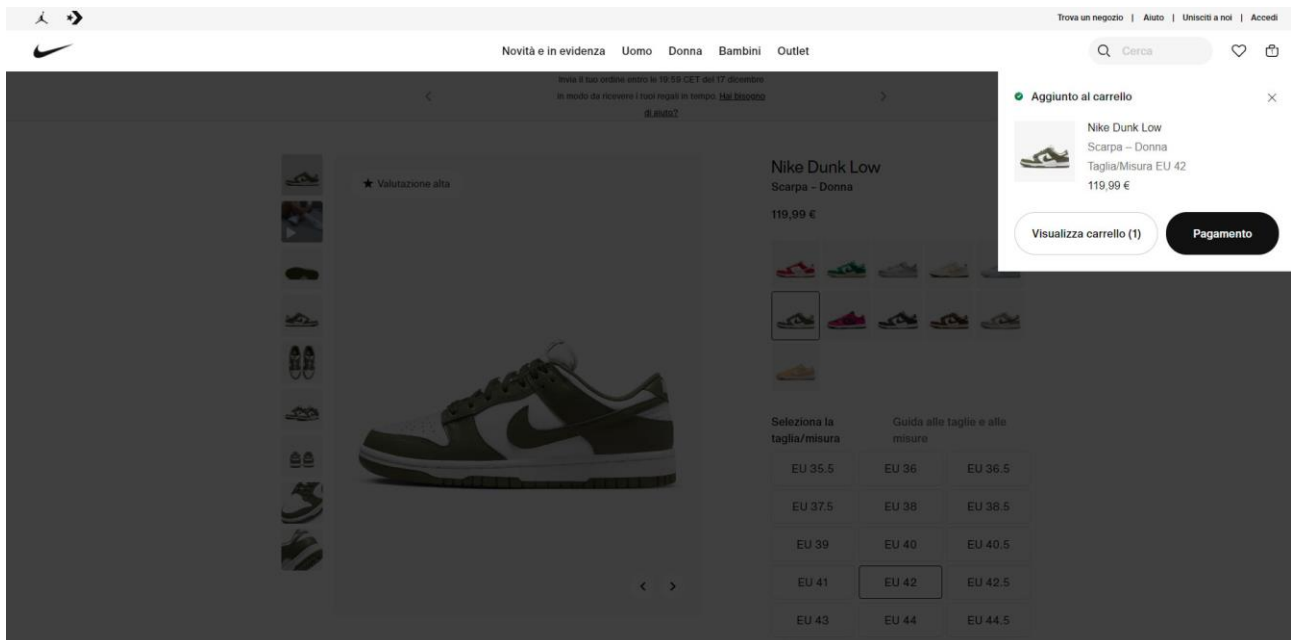 Trova un negozio | Aiuto | Unisciti a noi | Accedi
Novità e in evidenza Uomo Donna Bambini Outlet
Cerca
1
Invia il tuo ordine entro le 19:59 CET del 17 dicembre
in modo da ricevere i tuoi regali in tempo. Hai bisogno
di aiuto?
Aggiunto al carrello
Nike Dunk Low
Scarpa – Donna
Taglia/Misura EU 42
119,99 €
Visualizza carrello (1)
Pagamento
★ Valutazione alta
Nike Dunk Low
Scarpa – Donna
119,99 €
Seleziona la
taglia/misura
Guida alle taglie e alle
misure
EU 35.5 EU 36 EU 36.5
EU 37.5 EU 38 EU 38.5
EU 39 EU 40 EU 40.5
EU 41 EU 42 EU 42.5
EU 43 EU 44 EU 44.5